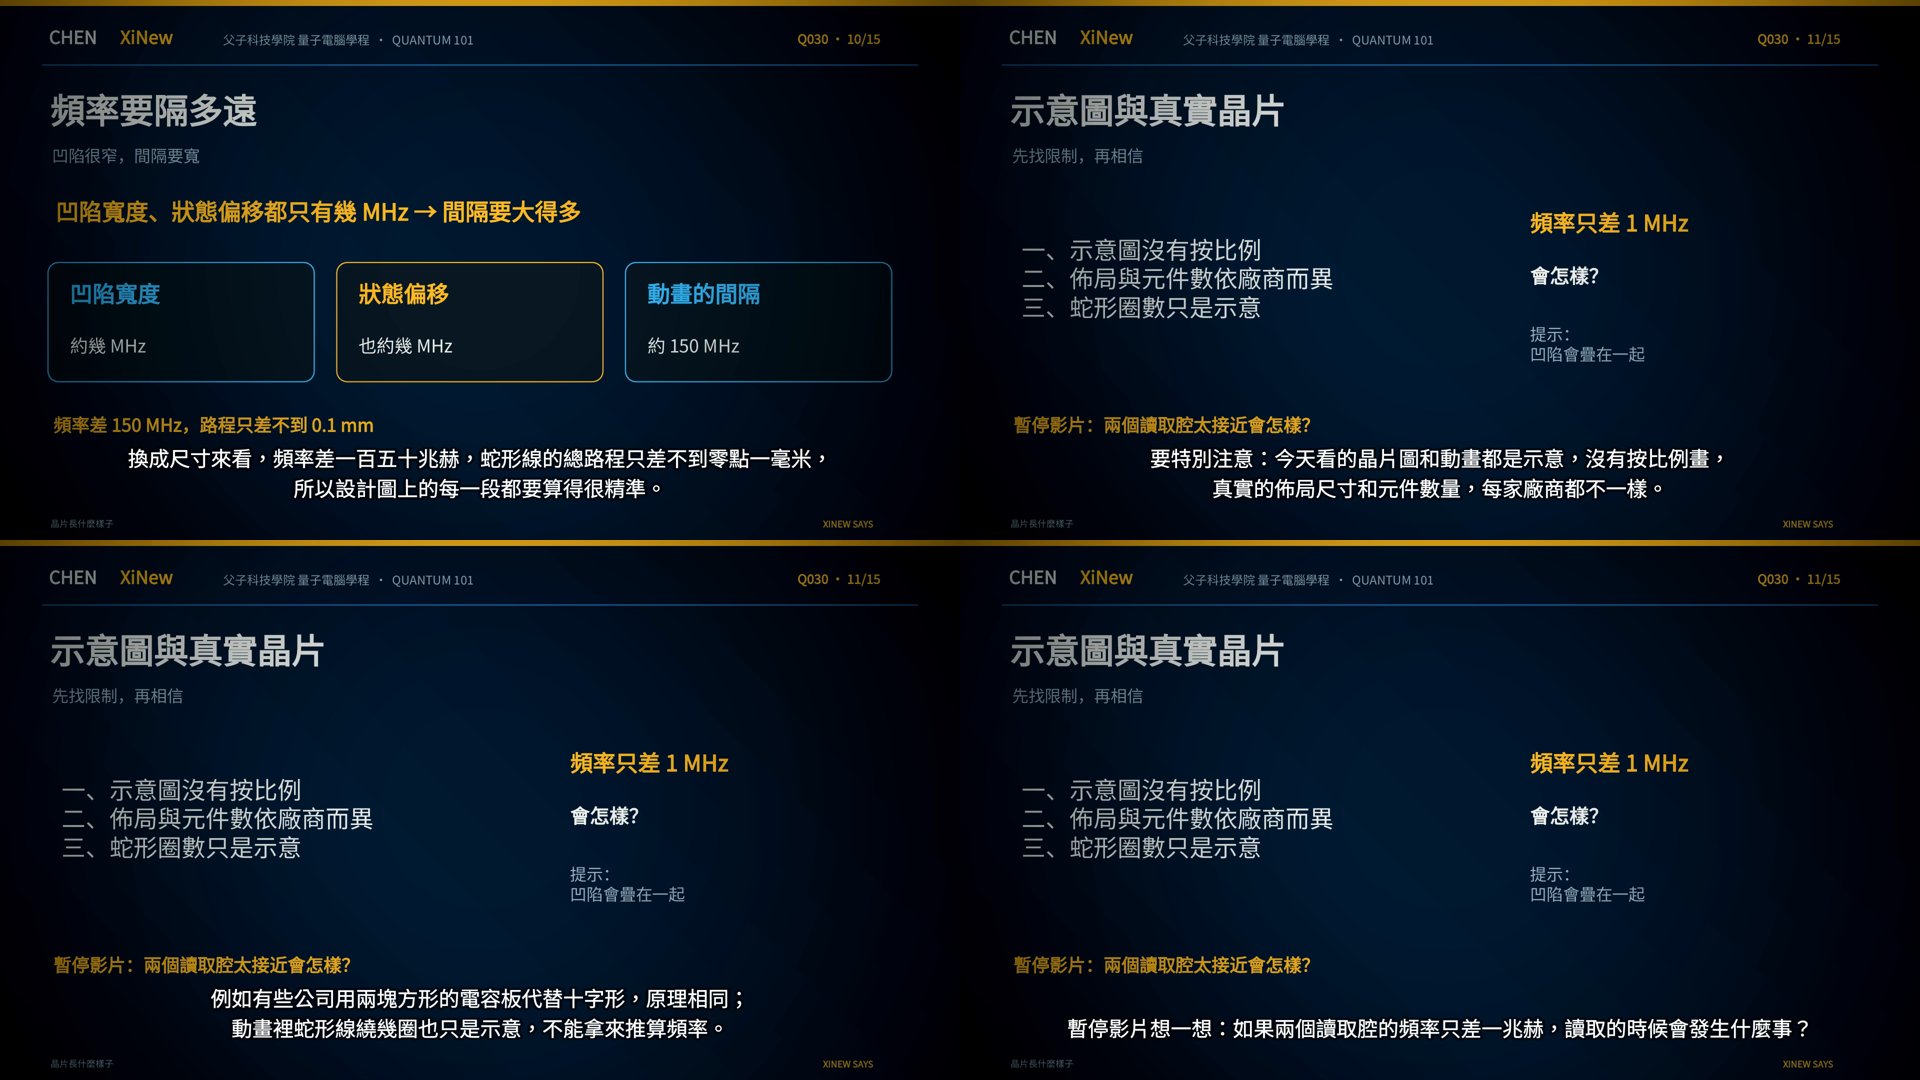 CHEN XiNew 父子科技學院 量子電腦學程 · QUANTUM 101 Q030 · 10/15
頻率要隔多遠
凹陷很窄，間隔要寬
凹陷寬度、狀態偏移都只有幾 MHz → 間隔要大得多
凹陷寬度
約幾 MHz
狀態偏移
也約幾 MHz
動畫的間隔
約 150 MHz
頻率差 150 MHz，路程只差不到 0.1 mm
換成尺寸來看，頻率差一百五十兆赫，蛇形線的總路程只差不到零點一毫米，
所以設計圖上的每一段都要算得很精準。
晶片長什麼樣子 XINEW SAYS
CHEN XiNew 父子科技學院 量子電腦學程 · QUANTUM 101 Q030 · 11/15
示意圖與真實晶片
先找限制，再相信
一、示意圖沒有按比例
二、佈局與元件數依廠商而異
三、蛇形圈數只是示意
頻率只差 1 MHz
會怎樣？
提示：
凹陷會疊在一起
暫停影片：兩個讀取腔太接近會怎樣？
要特別注意：今天看的晶片圖和動畫都是示意，沒有按比例畫，
真實的佈局尺寸和元件數量，每家廠商都不一樣。
晶片長什麼樣子 XINEW SAYS
CHEN XiNew 父子科技學院 量子電腦學程 · QUANTUM 101 Q030 · 11/15
示意圖與真實晶片
先找限制，再相信
一、示意圖沒有按比例
二、佈局與元件數依廠商而異
三、蛇形圈數只是示意
頻率只差 1 MHz
會怎樣？
提示：
凹陷會疊在一起
暫停影片：兩個讀取腔太接近會怎樣？
例如有些公司用兩塊方形的電容板代替十字形，原理相同；
動畫裡蛇形線繞幾圈也只是示意，不能拿來推算頻率。
晶片長什麼樣子 XINEW SAYS
CHEN XiNew 父子科技學院 量子電腦學程 · QUANTUM 101 Q030 · 11/15
示意圖與真實晶片
先找限制，再相信
一、示意圖沒有按比例
二、佈局與元件數依廠商而異
三、蛇形圈數只是示意
頻率只差 1 MHz
會怎樣？
提示：
凹陷會疊在一起
暫停影片：兩個讀取腔太接近會怎樣？
暫停影片想一想：如果兩個讀取腔的頻率只差一兆赫，讀取的時候會發生什麼事？
晶片長什麼樣子 XINEW SAYS